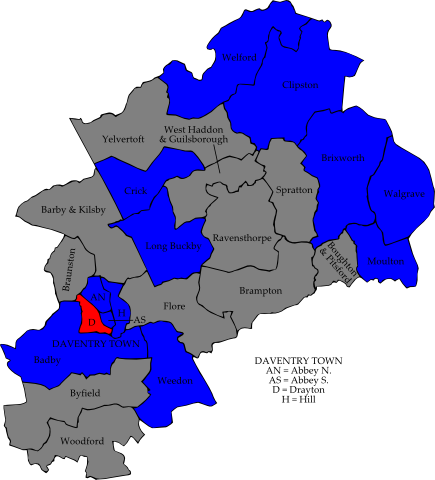 Welford
Clipston
West Haddon
& Guilsborough
Yelvertoft
Brixworth
Crick
Spratton
Walgrave
Barby & Kilsby
Ravensthorpe
Long Buckby
Boughton
& Pitsford
Moulton
Braunston
Brampton
AN
Flore
H
AS
D
DAVENTRY TOWN
Badby
Weedon
Byfield
Woodford
DAVENTRY TOWN
AN = Abbey N.
AS = Abbey S.
D = Drayton
H = Hill